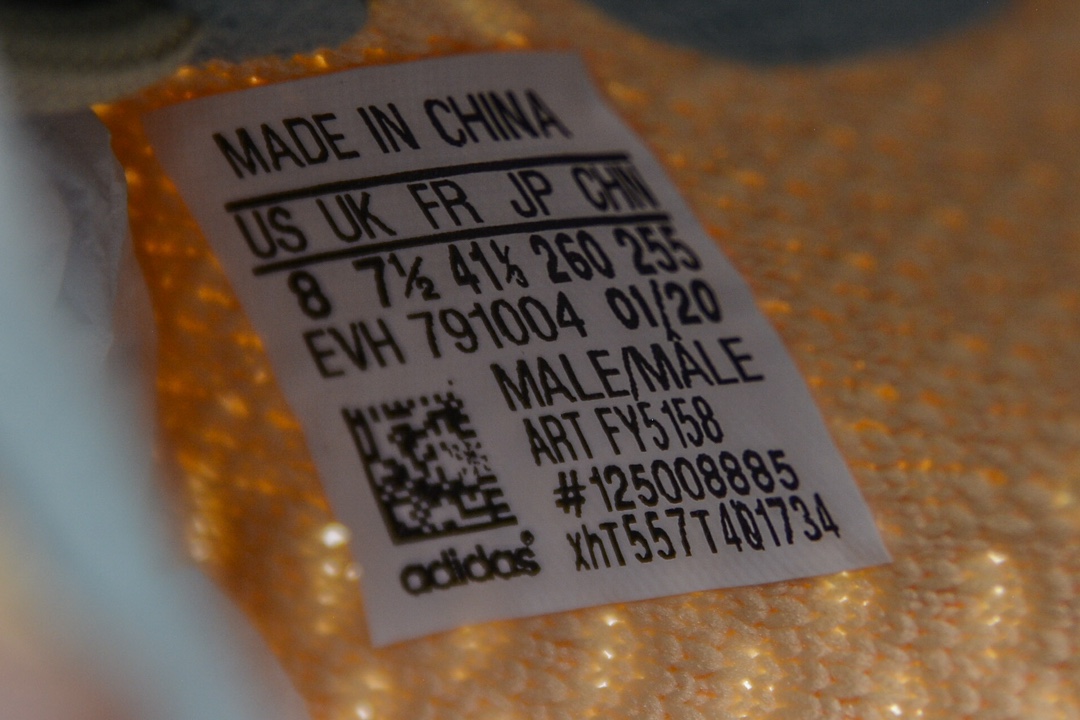 MADE IN CHINA
US UK FR JP CHN
8 7½ 41⅓ 260 255
EVH 791004 01/20
MALE/MÂLE
ART FY5158
#125008885
xhT557T4Q1734
adidas®